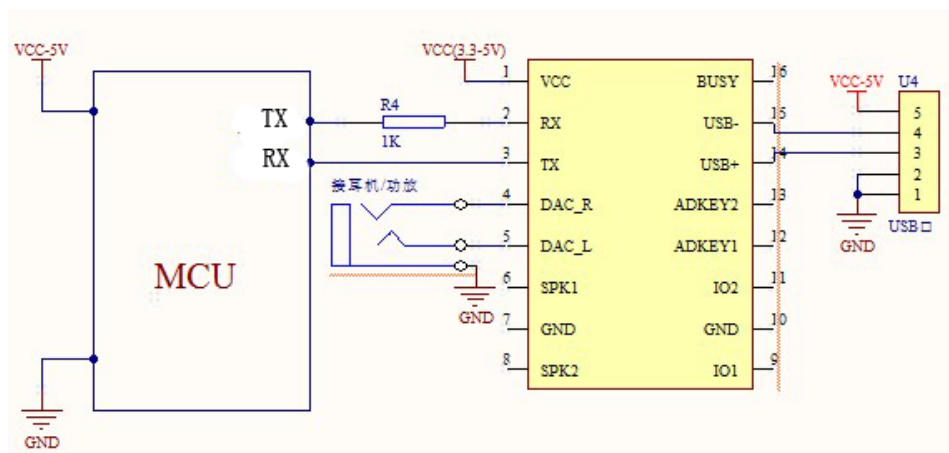 VCC-5V
GND
TX
RX
MCU
R4
1K
接耳机/功放
GND
VCC(3.3-5V)
1 VCC BUSY 16
2 RX USB- 15
3 TX USB+ 14
4 DAC_R ADKEY2 13
5 DAC_L ADKEY1 12
6 SPK1 IO2 11
7 GND GND 10
8 SPK2 IO1 9
VCC-5V
U4
5
4
3
2
1
USB口
GND